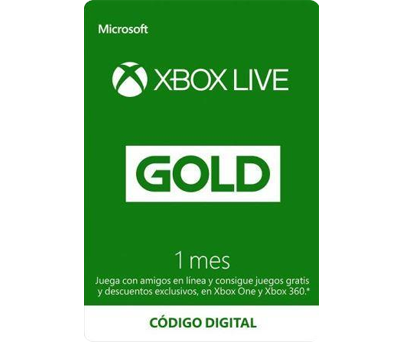 Microsoft
XBOX LIVE
GOLD
1 mes
Juega con amigos en línea y consigue juegos gratis
y descuentos exclusivos, en Xbox One y Xbox 360.*
CÓDIGO DIGITAL